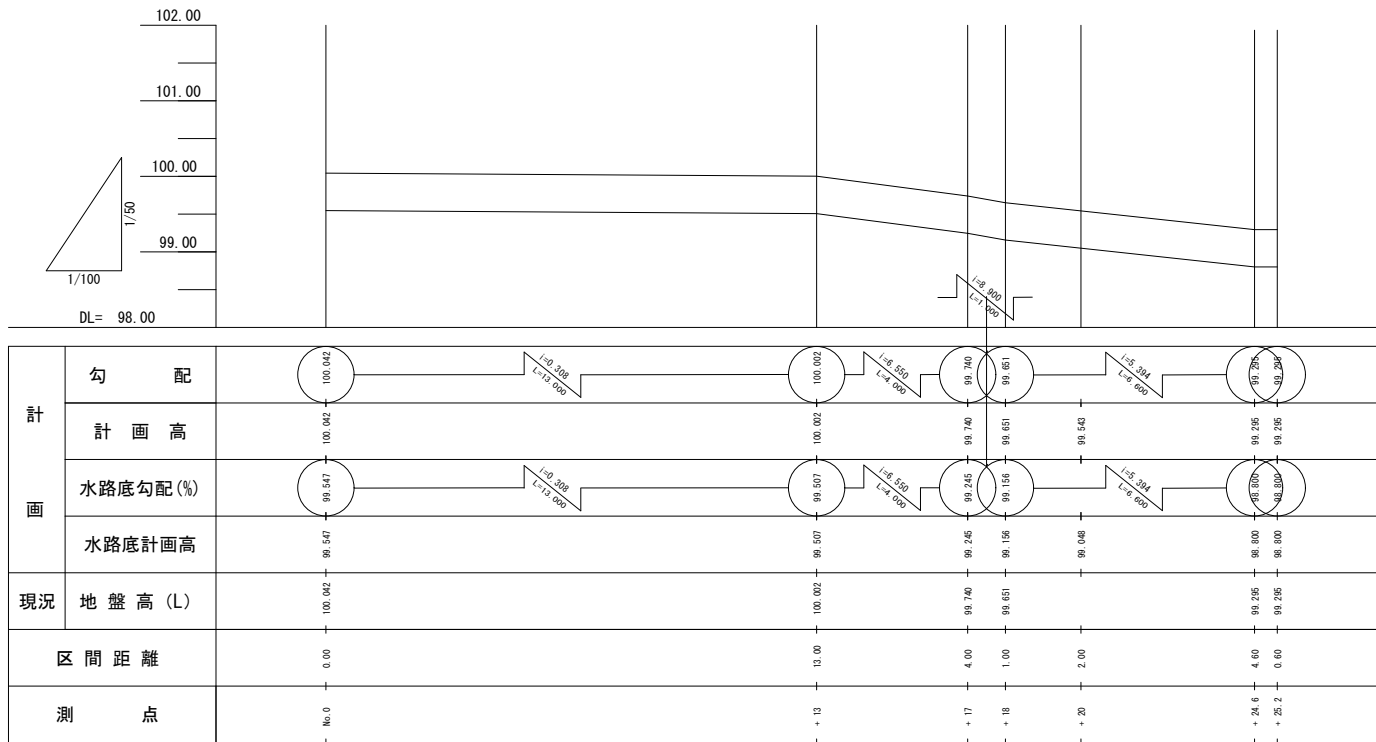 102.00
101.00
100.00
99.00
1/50
1/100
DL= 98.00
i=8.900
L=1.000
計画
勾配
100.042
i=0.308
L=13.000
100.002
i=6.550
L=4.000
99.740
99.651
i=5.394
L=6.600
99.295
99.295
計画高
100.042
100.002
99.740
99.651
99.543
99.295
99.295
水路底勾配(%)
99.547
i=0.308
L=13.000
99.507
i=6.550
L=4.000
99.245
99.156
i=5.394
L=6.600
98.800
98.800
水路底計画高
99.547
99.507
99.245
99.156
99.048
98.800
98.800
現況
地盤高(L)
100.042
100.002
99.740
99.651
99.295
99.295
区間距離
0.00
13.00
4.00
1.00
2.00
4.60
0.60
測点
No.0
+ 13
+ 17
+ 18
+ 20
+ 24.6
+ 25.2